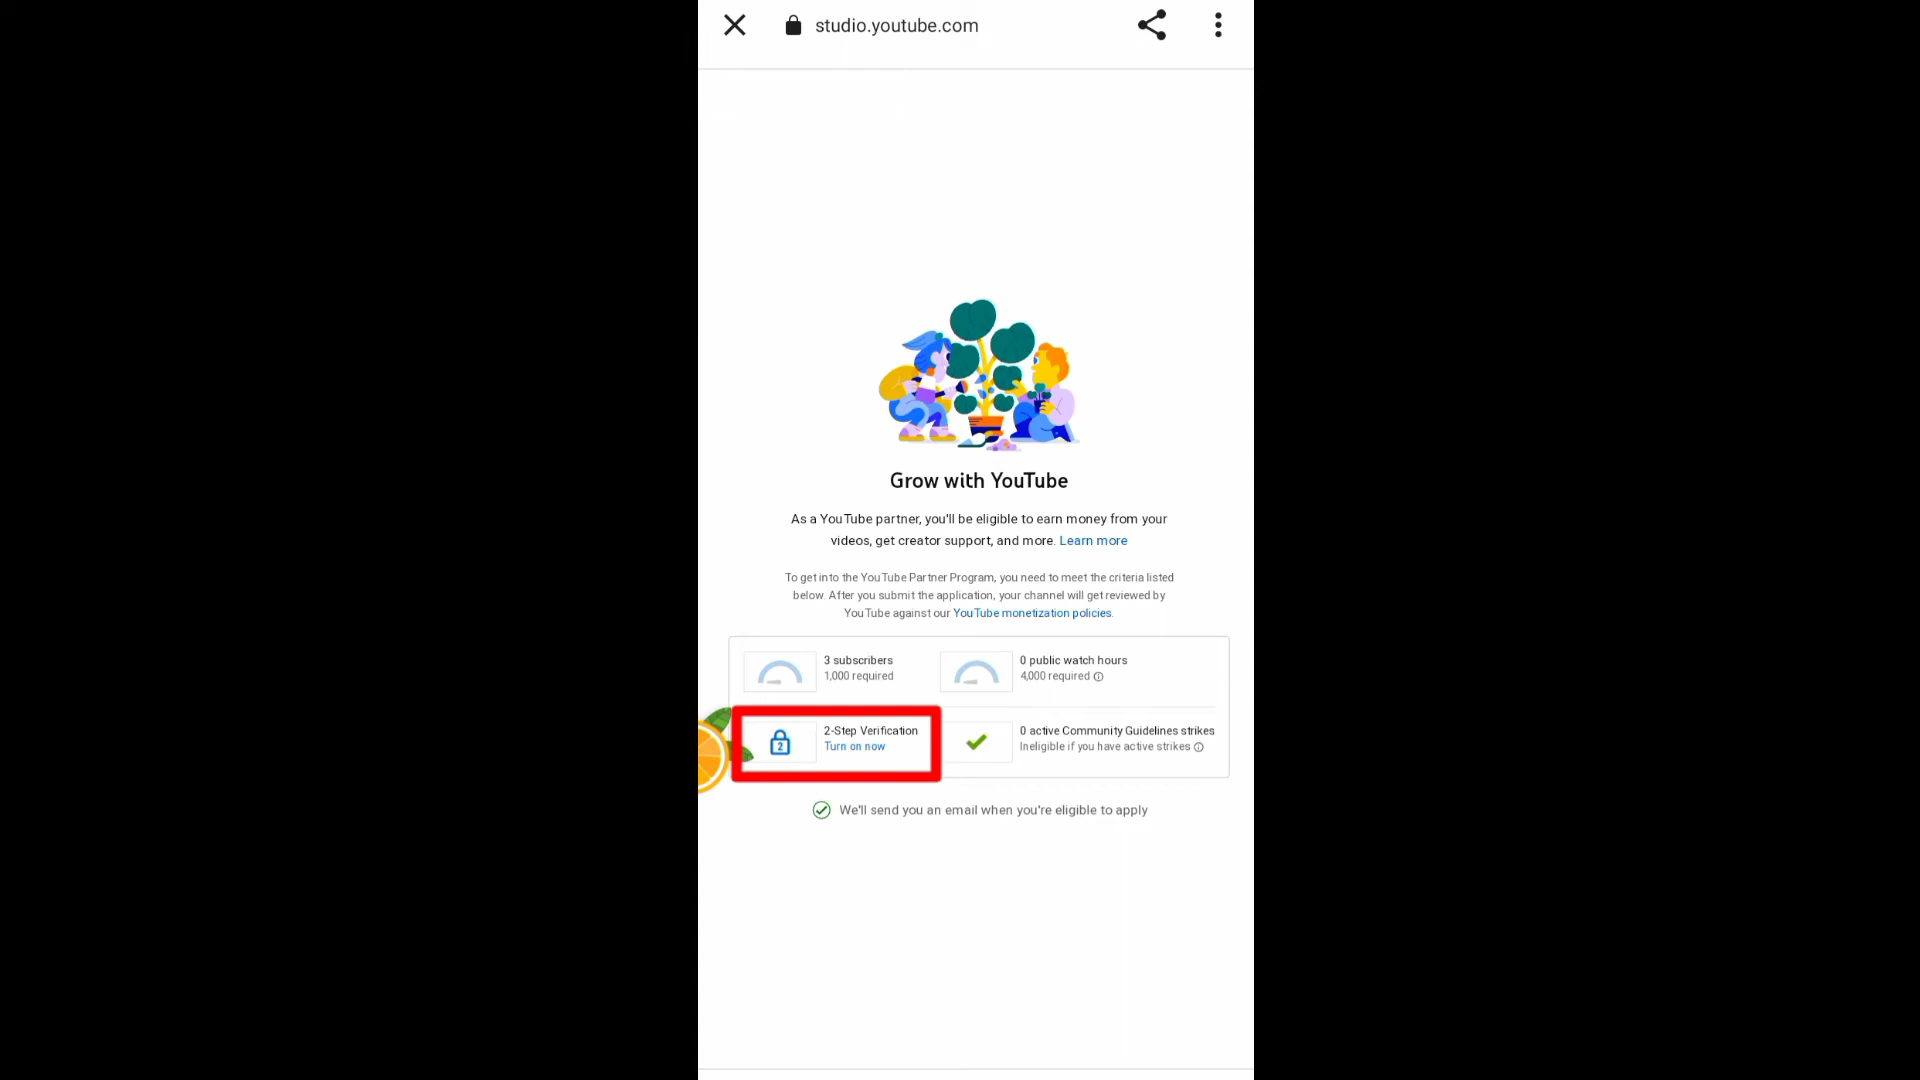 studio.youtube.com
Grow with YouTube
As a YouTube partner, you'll be eligible to earn money from your
videos, get creator support, and more. Learn more
To get into the YouTube Partner Program, you need to meet the criteria listed
below. After you submit the application, your channel will get reviewed by
YouTube against our YouTube monetization policies.
3 subscribers
1,000 required
0 public watch hours
4,000 required
2-Step Verification
Turn on now
2
0 active Community Guidelines strikes
Ineligible if you have active strikes
We'll send you an email when you're eligible to apply